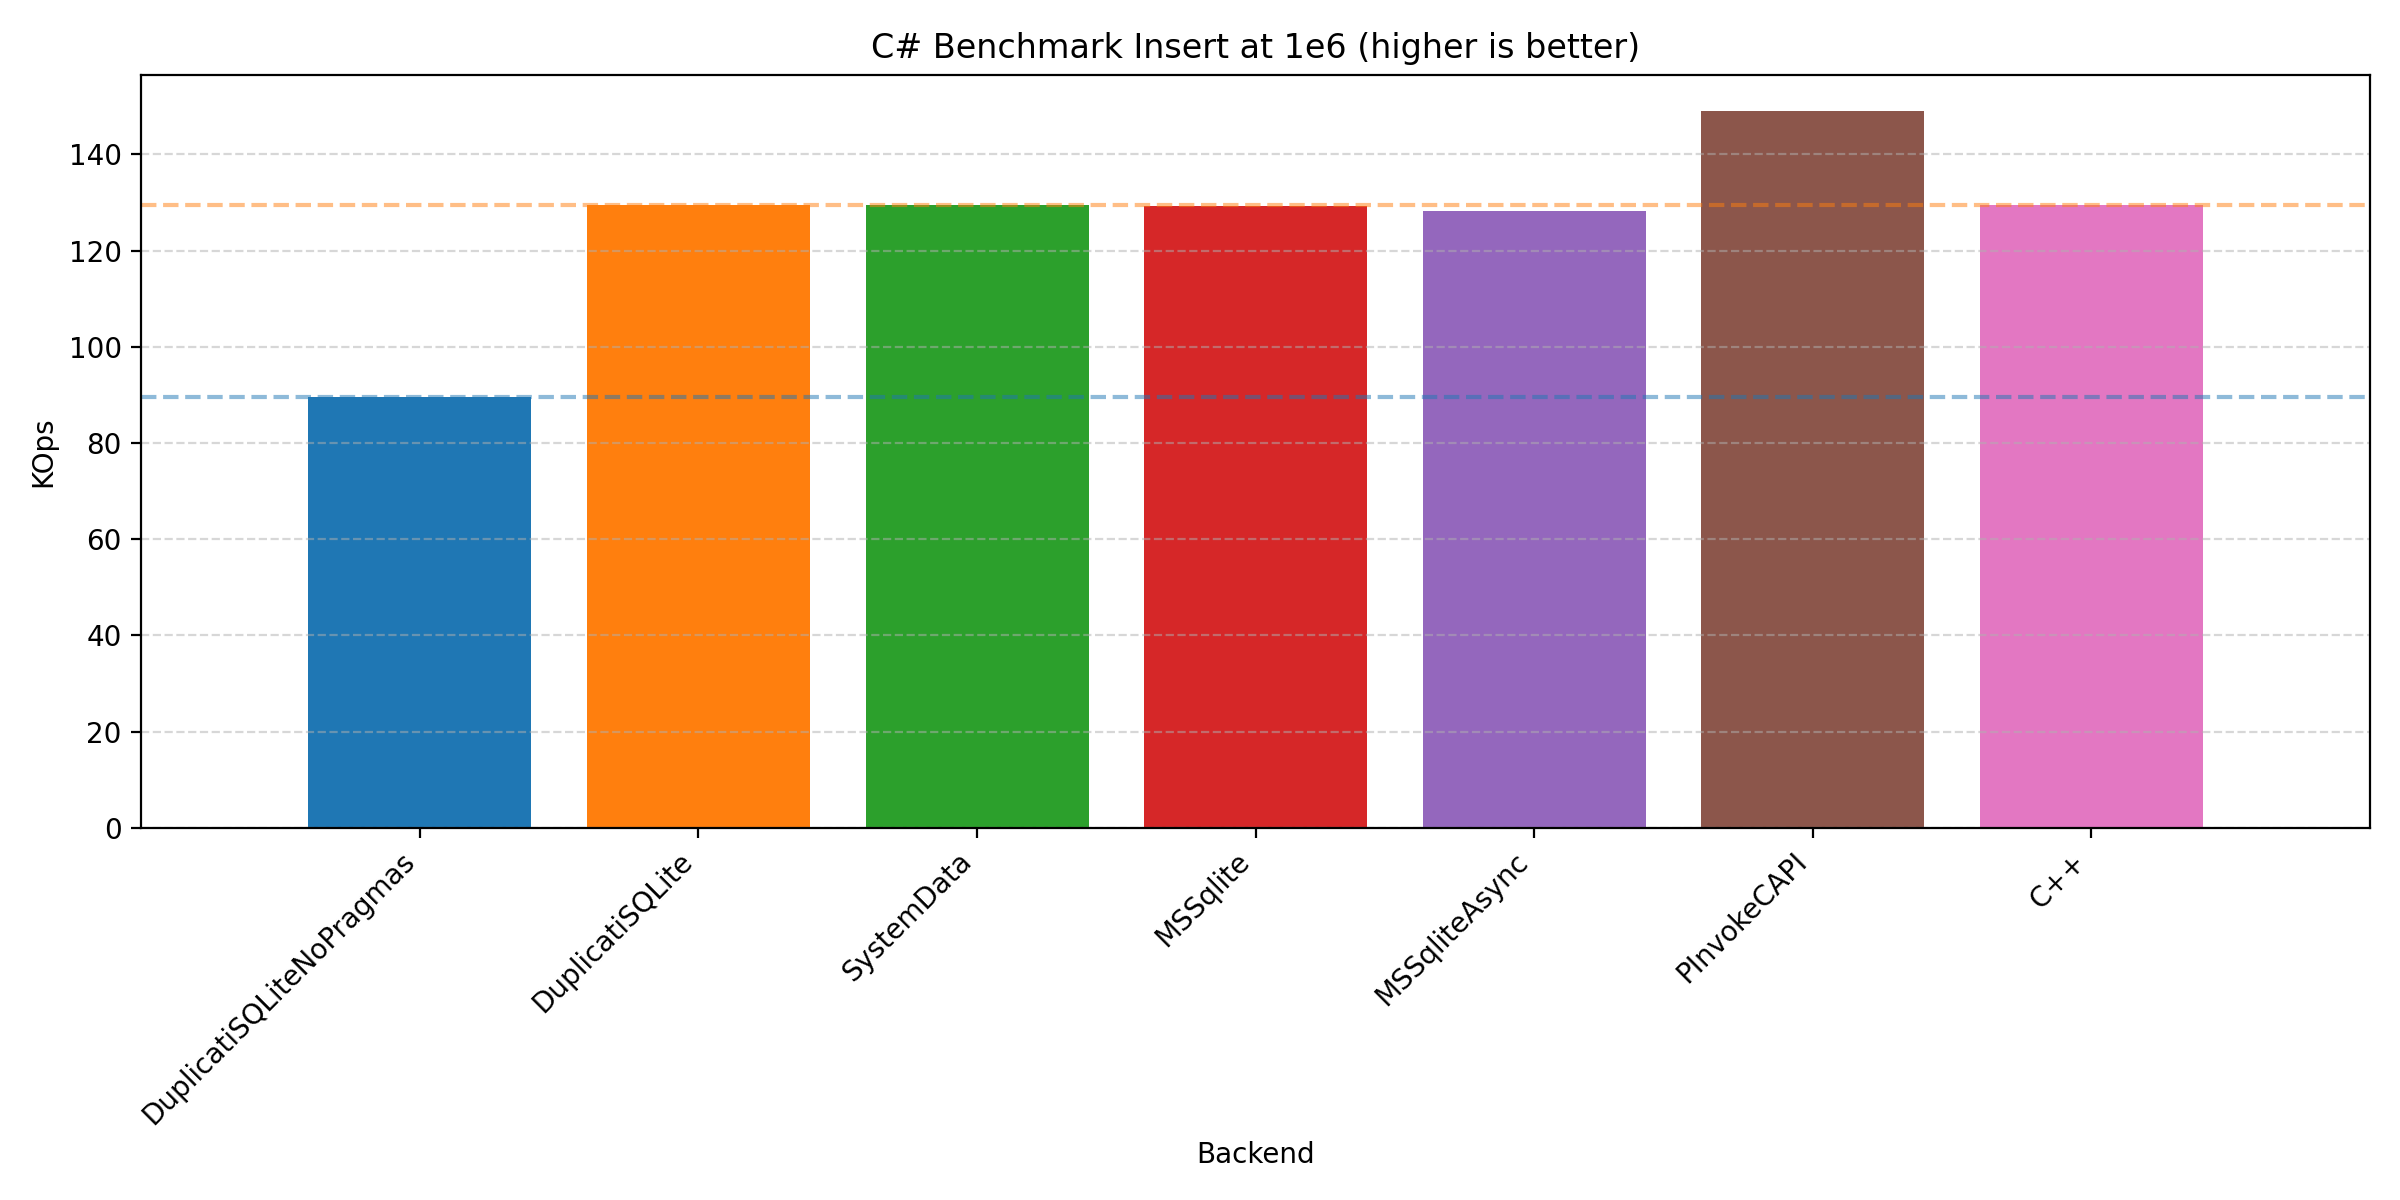 C# Benchmark Insert at 1e6 (higher is better)
KOps
140
120
100
80
60
40
20
0
DuplicatiSQLiteNoPragmas
DuplicatiSQLite
SystemData
MSSqlite
MSSqliteAsync
PInvokeCAPI
C++
Backend